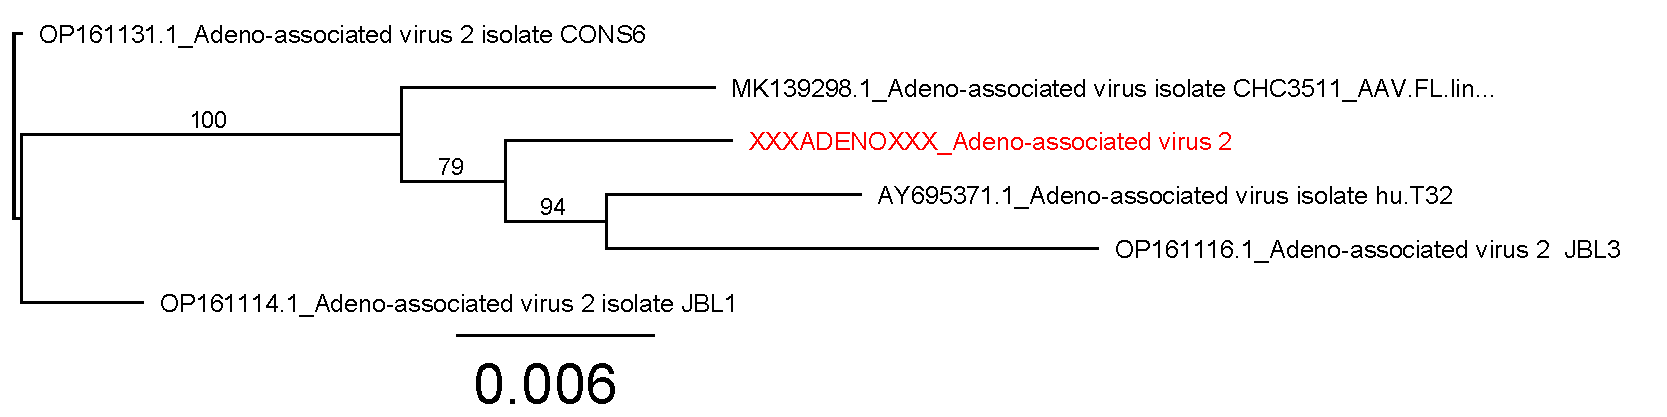 OP161131.1_Adeno-associated virus 2 isolate CONS6
MK139298.1_Adeno-associated virus isolate CHC3511_AAV.FL.lin...
100
XXXADENOXXX_Adeno-associated virus 2
79
AY695371.1_Adeno-associated virus isolate hu.T32
94
OP161116.1_Adeno-associated virus 2  JBL3
OP161114.1_Adeno-associated virus 2 isolate JBL1
0.006